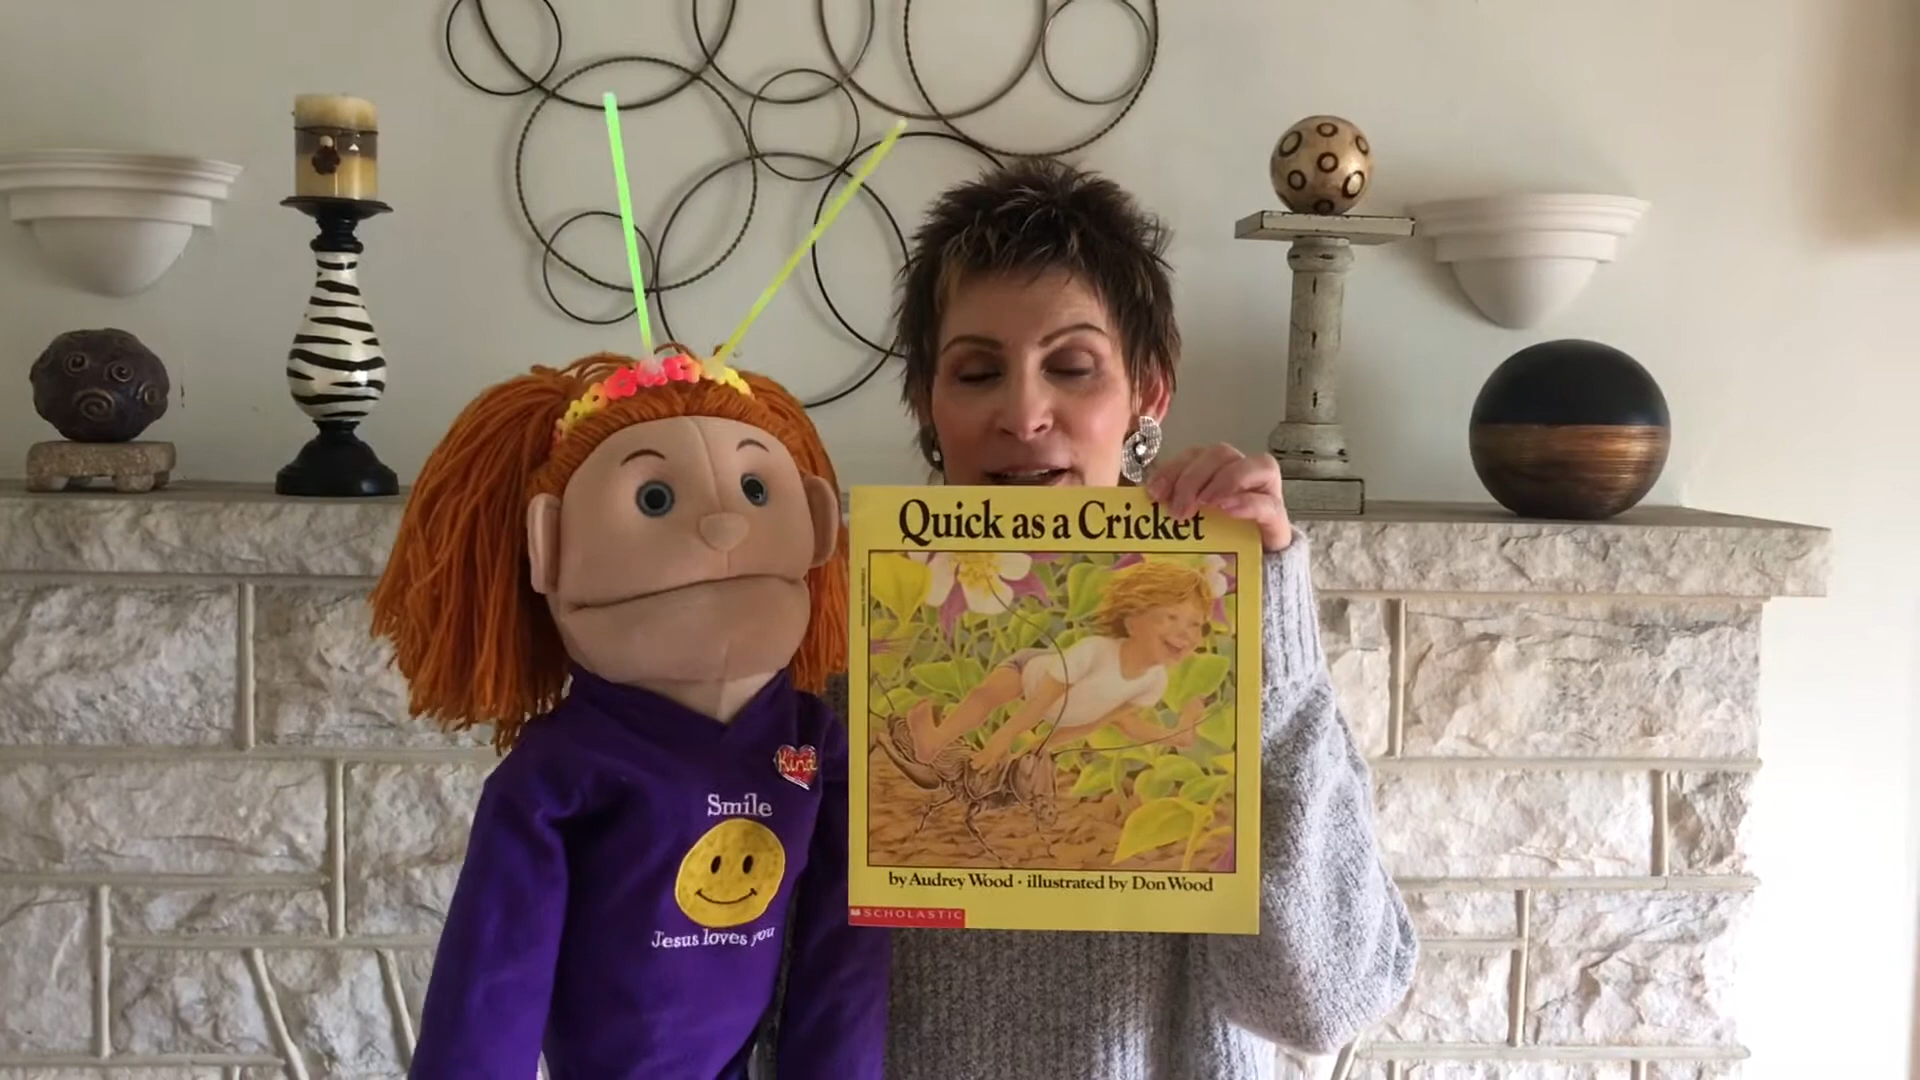 Quick as a Cricket
by Audrey Wood · illustrated by Don Wood
SCHOLASTIC
Kind
Smile
Jesus loves you